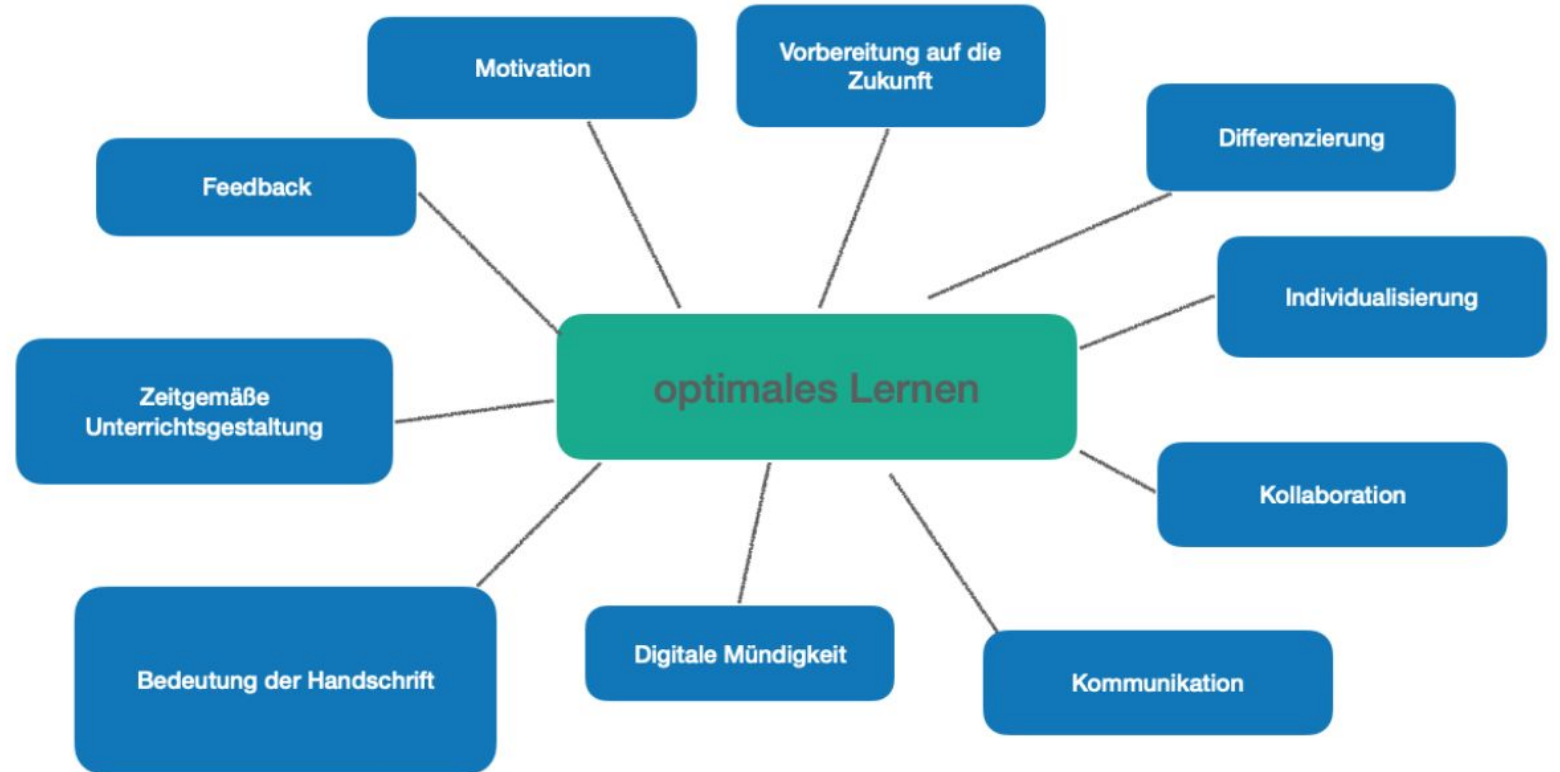 Motivation
Vorbereitung auf die
Zukunft
Differenzierung
Feedback
Individualisierung
optimales Lernen
Zeitgemäße
Unterrichtsgestaltung
Kollaboration
Bedeutung der Handschrift
Digitale Mündigkeit
Kommunikation